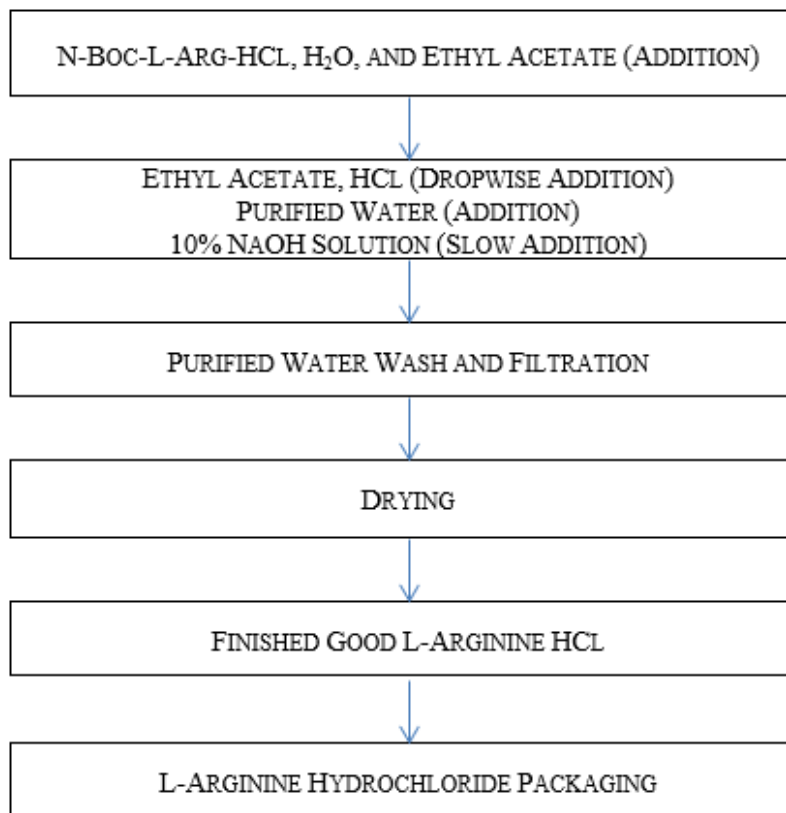 N-BOC-L-ARG-HCL, H₂O, AND ETHYL ACETATE (ADDITION)
ETHYL ACETATE, HCL (DROPWISE ADDITION)
PURIFIED WATER (ADDITION)
10% NAOH SOLUTION (SLOW ADDITION)
PURIFIED WATER WASH AND FILTRATION
DRYING
FINISHED GOOD L-ARGININE HCL
L-ARGININE HYDROCHLORIDE PACKAGING